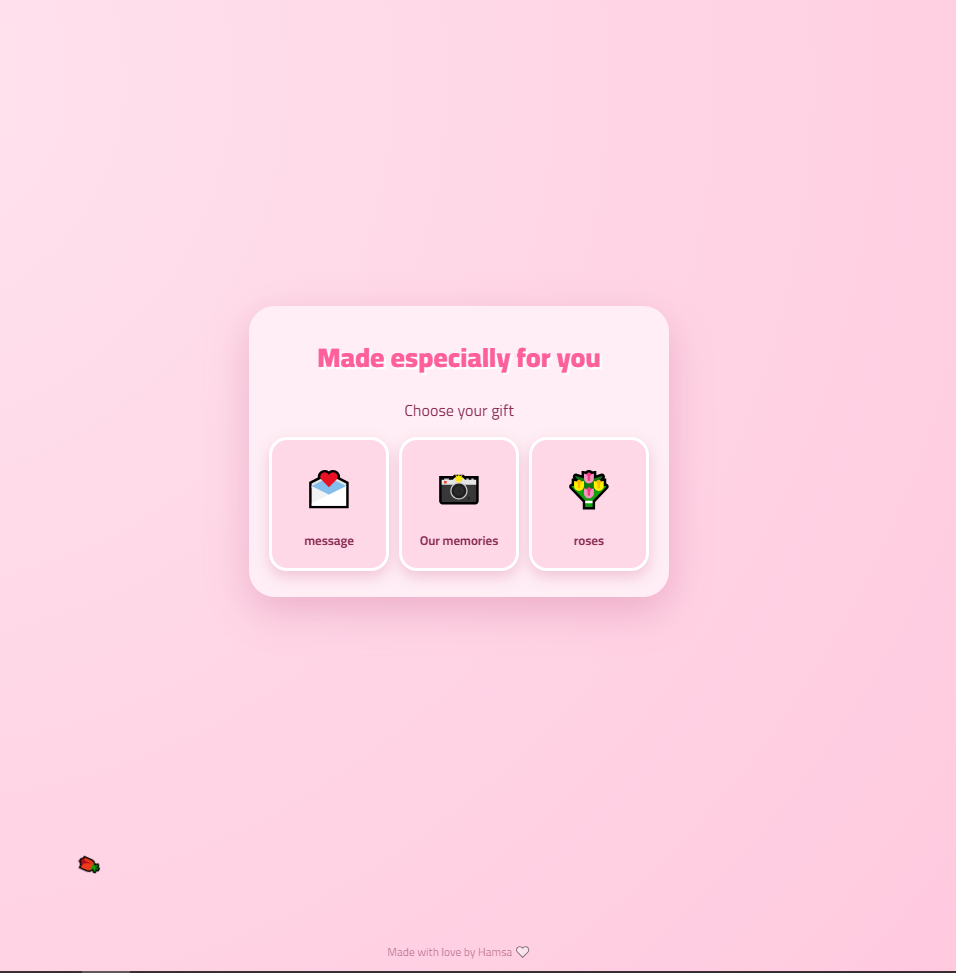 Made especially for you
Choose your gift
message
Our memories
roses
Made with love by Hamsa 🤍